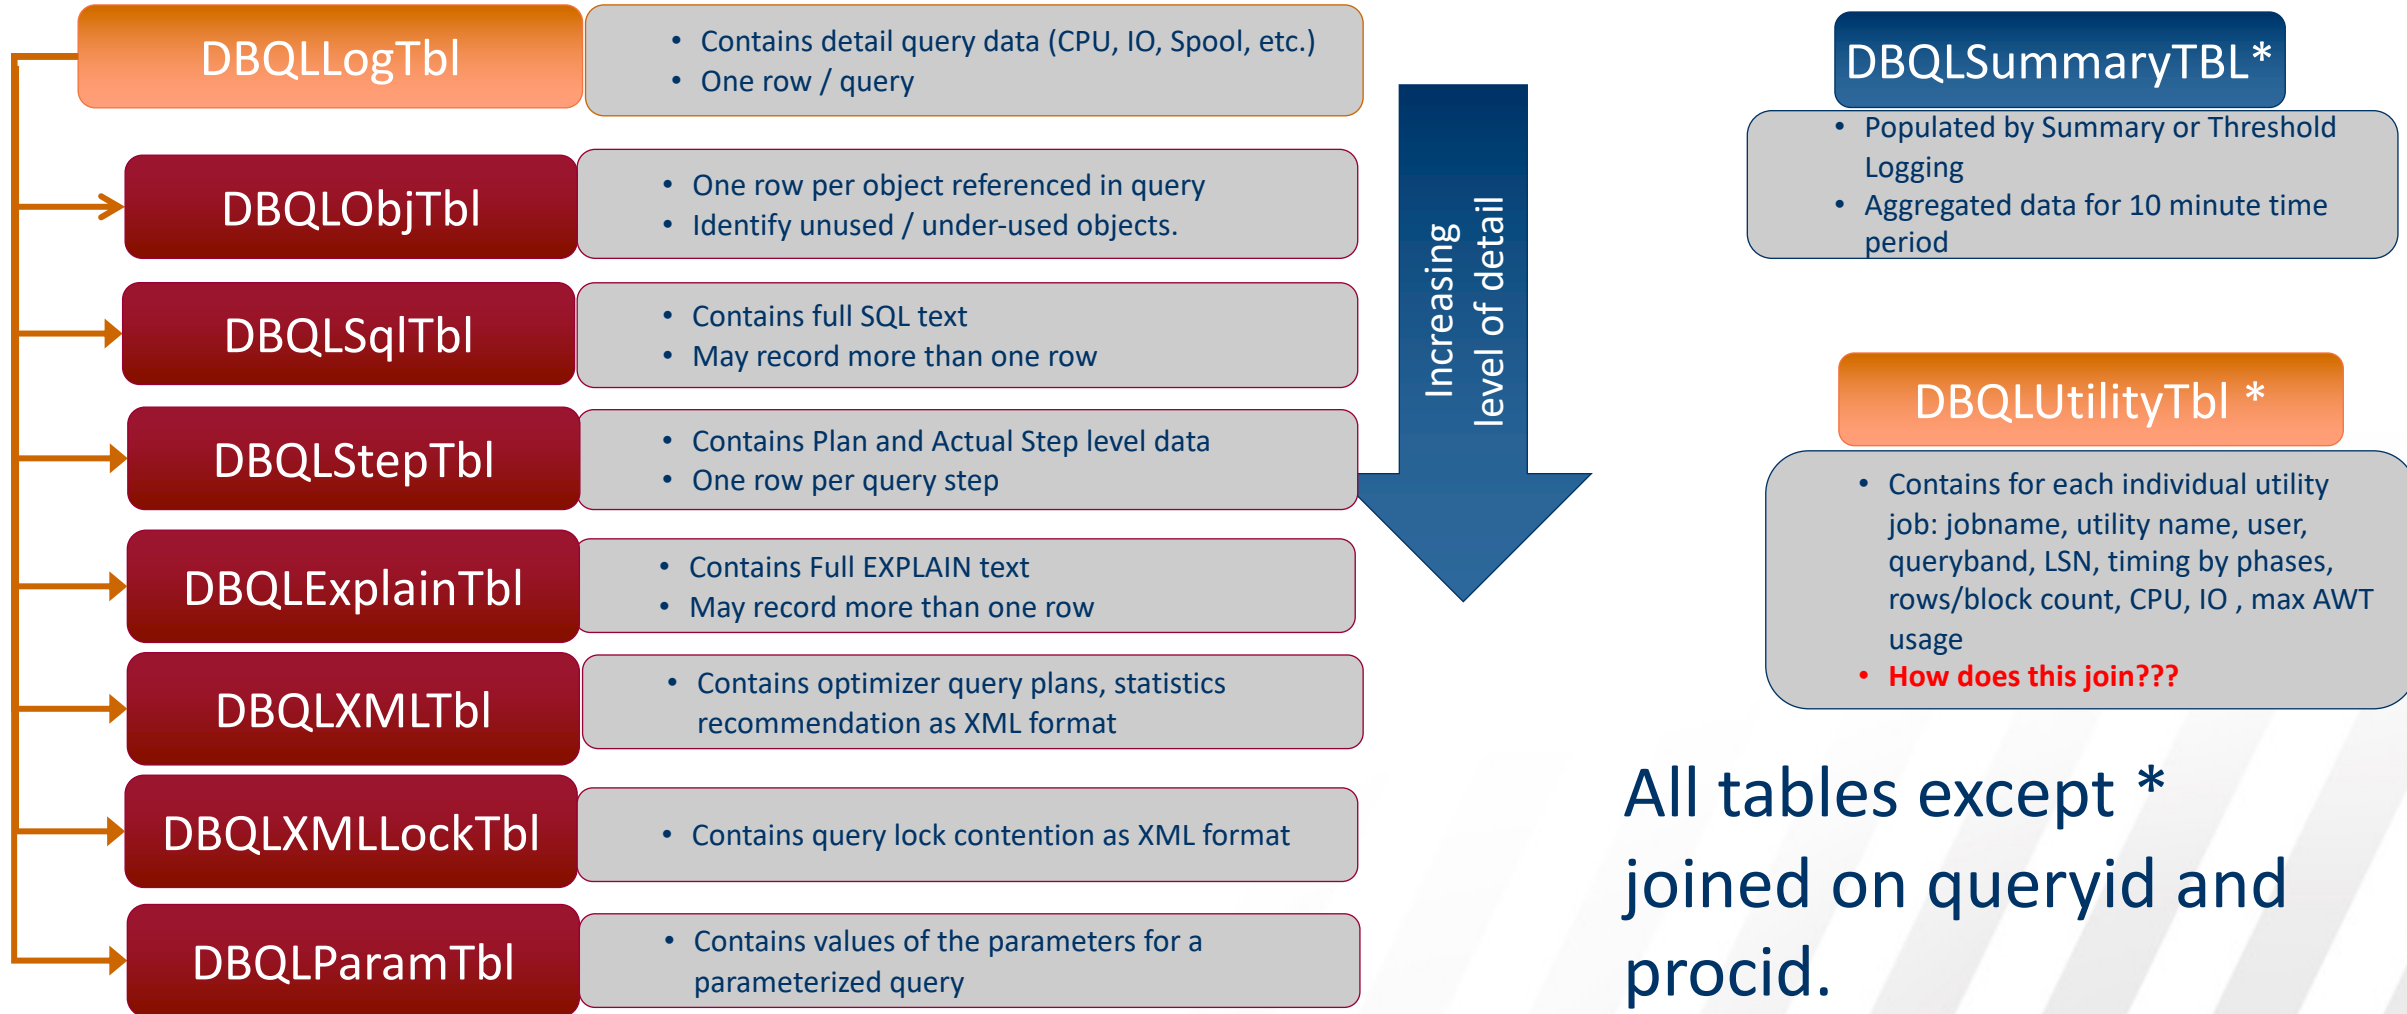 DBQLLogTbl
• Contains detail query data (CPU, IO, Spool, etc.)
• One row / query
DBQLObjTbl
• One row per object referenced in query
• Identify unused / under-used objects.
DBQLSqlTbl
• Contains full SQL text
• May record more than one row
DBQLStepTbl
• Contains Plan and Actual Step level data
• One row per query step
DBQLExplainTbl
• Contains Full EXPLAIN text
• May record more than one row
DBQLXMLTbl
• Contains optimizer query plans, statistics
recommendation as XML format
DBQLXMLLockTbl
• Contains query lock contention as XML format
DBQLParamTbl
• Contains values of the parameters for a
parameterized query
Increasing
level of detail
DBQLSummaryTBL*
• Populated by Summary or Threshold
Logging
• Aggregated data for 10 minute time
period
DBQLUtilityTbl *
• Contains for each individual utility
job: jobname, utility name, user,
queryband, LSN, timing by phases,
rows/block count, CPU, IO , max AWT
usage
• How does this join???
All tables except *
joined on queryid and
procid.